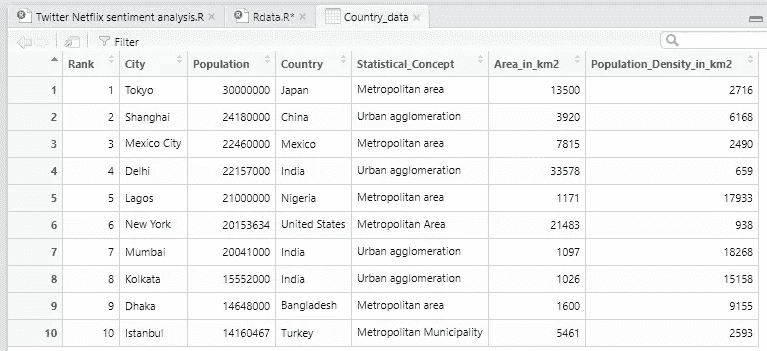 Twitter Netflix sentiment analysis.R Rdata.R* Country_data
Filter
Rank City Population Country Statistical_Concept Area_in_km2 Population_Density_in_km2
1 1 Tokyo 30000000 Japan Metropolitan area 13500 2716
2 2 Shanghai 24180000 China Urban agglomeration 3920 6168
3 3 Mexico City 22460000 Mexico Metropolitan area 7815 2490
4 4 Delhi 22157000 India Urban agglomeration 33578 659
5 5 Lagos 21000000 Nigeria Metropolitan area 1171 17933
6 6 New York 20153634 United States Metropolitan Area 21483 938
7 7 Mumbai 20041000 India Urban agglomeration 1097 18268
8 8 Kolkata 15552000 India Urban agglomeration 1026 15158
9 9 Dhaka 14648000 Bangladesh Metropolitan area 1600 9155
10 10 Istanbul 14160467 Turkey Metropolitan Municipality 5461 2593